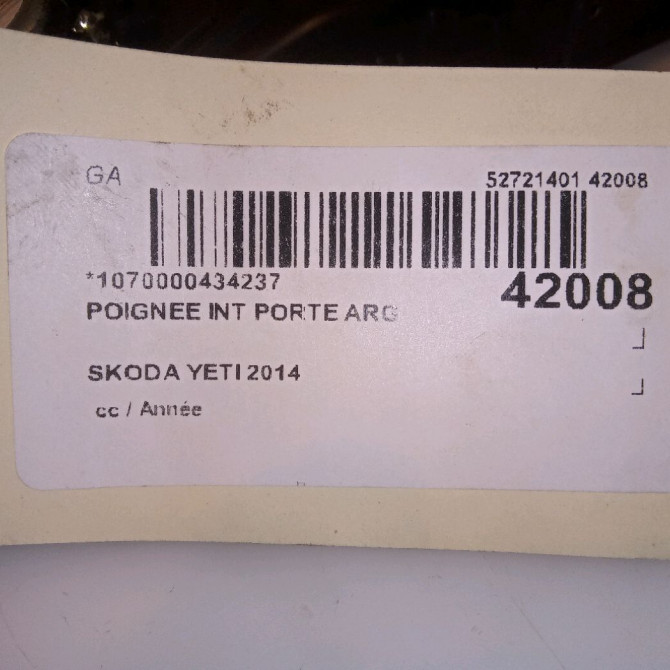 GA 52721401 42008
*1070000434237 42008
POIGNEE INT PORTE ARG
SKODA YETI 2014
cc / Année